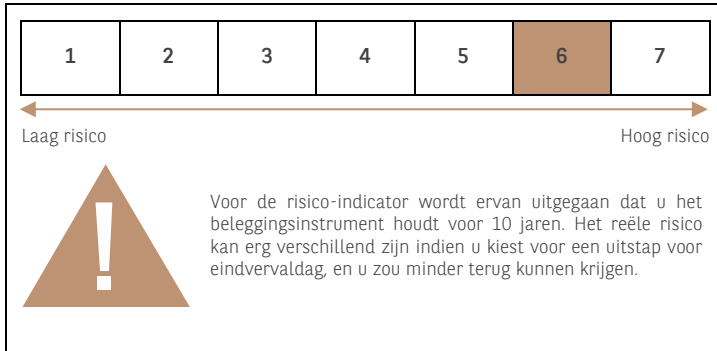 1 2 3 4 5 6 7
Laag risico Hoog risico
!
Voor de risico-indicator wordt ervan uitgegaan dat u het
beleggingsinstrument houdt voor 10 jaren. Het reële risico
kan erg verschillend zijn indien u kiest voor een uitstap voor
eindvervaldag, en u zou minder terug kunnen krijgen.